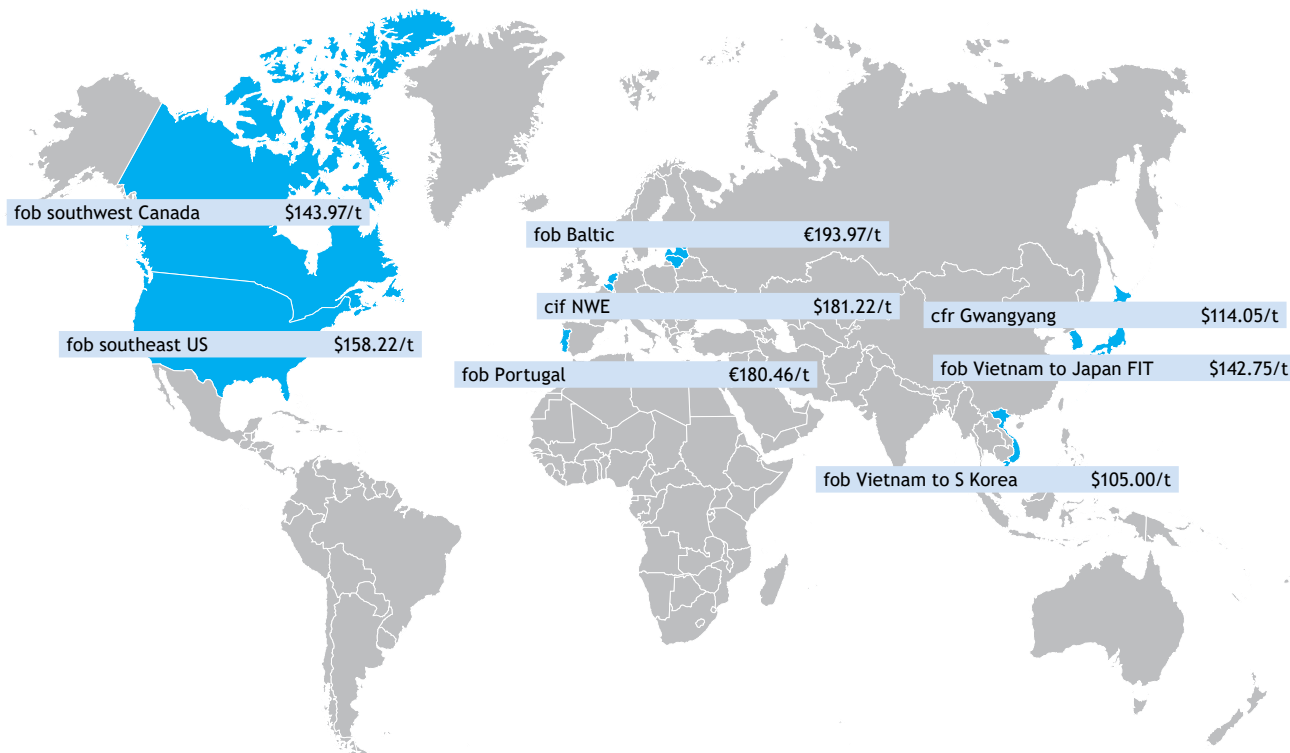 fob southwest Canada $143.97/t
fob Baltic €193.97/t
cif NWE $181.22/t
cfr Gwangyang $114.05/t
fob southeast US $158.22/t
fob Portugal €180.46/t
fob Vietnam to Japan FIT $142.75/t
fob Vietnam to S Korea $105.00/t